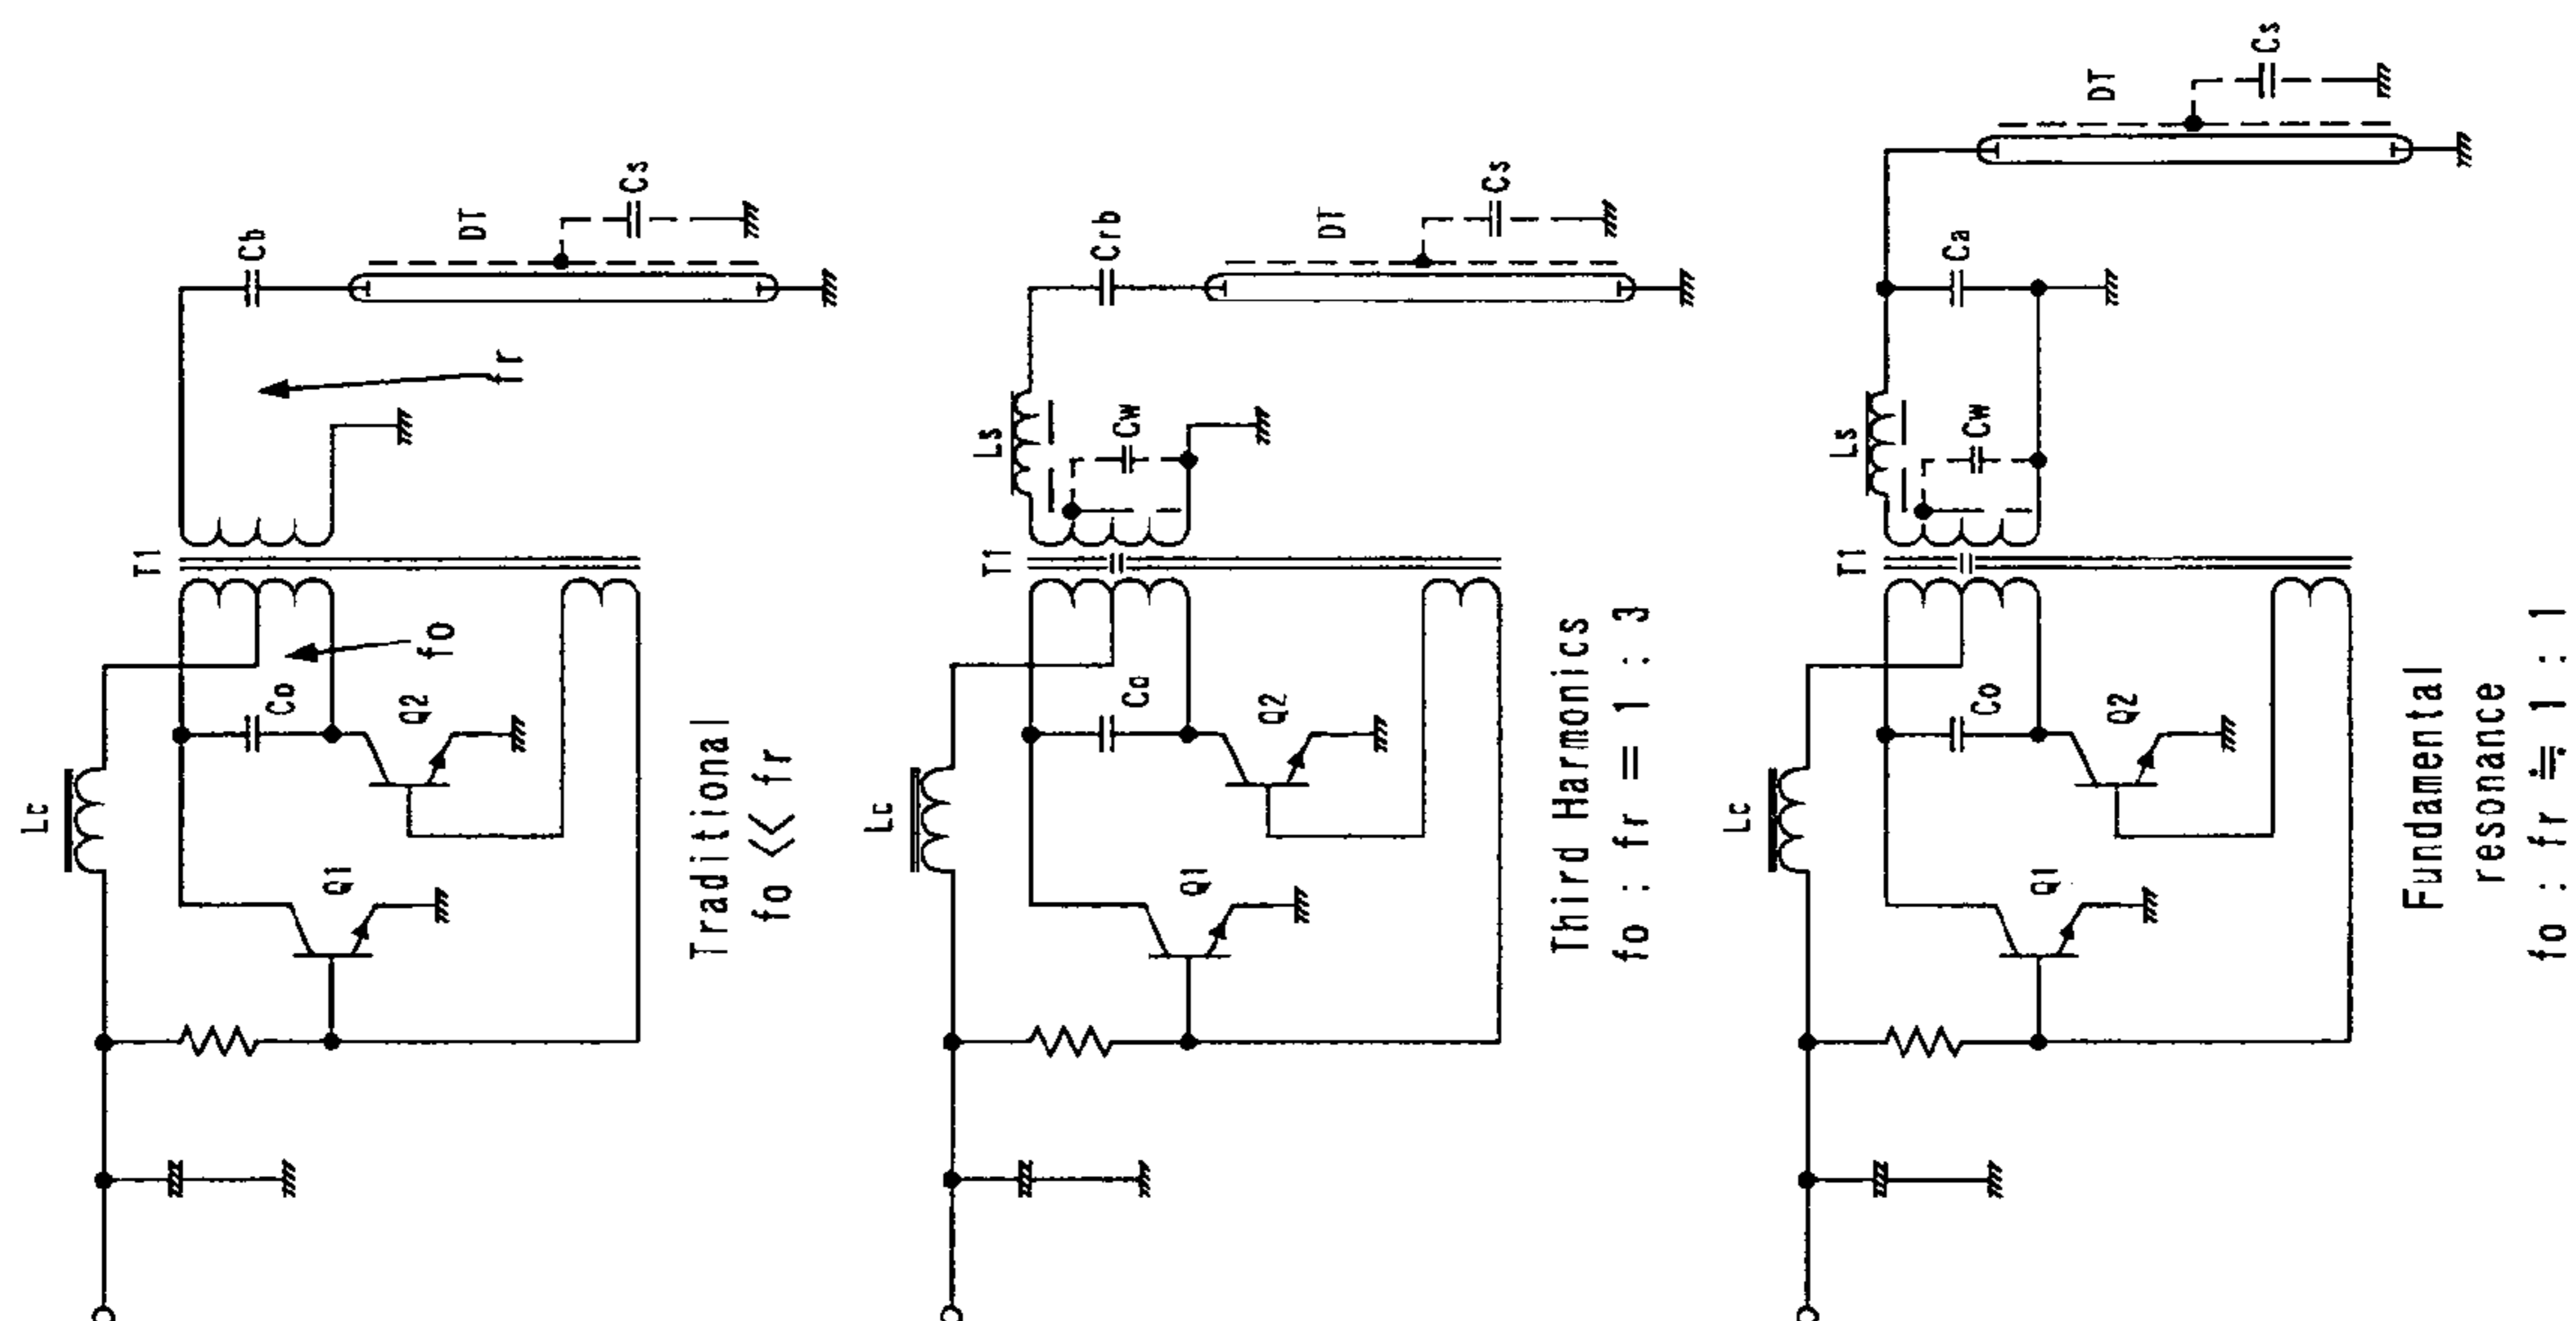 Lc
T1
Cb
DT
Cs
fr
fo
Co
Q2
Q1
Traditional
fo << fr
Lc
T1
Ls
Cw
Crb
DT
Cs
Co
Q2
Q1
Third Harmonics
fo : fr = 1 : 3
Lc
T1
Ls
Cw
Ca
DT
Cs
Co
Q2
Q1
Fundamental
resonance
fo : fr ≒ 1 : 1